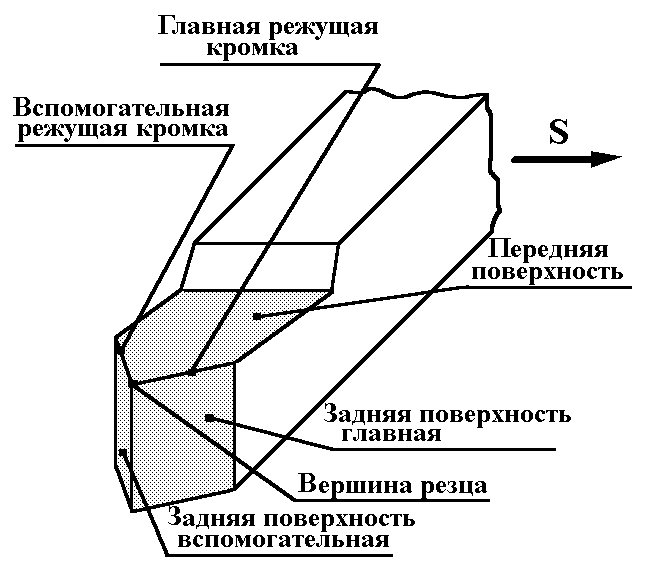 Главная режущая
кромка
Вспомогательная
режущая кромка
S
Передняя
поверхность
Задняя поверхность
главная
Вершина резца
Задняя поверхность
вспомогательная